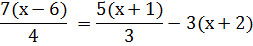 7(x−6)/4 = 5(x+1)/3 − 3(x+2)